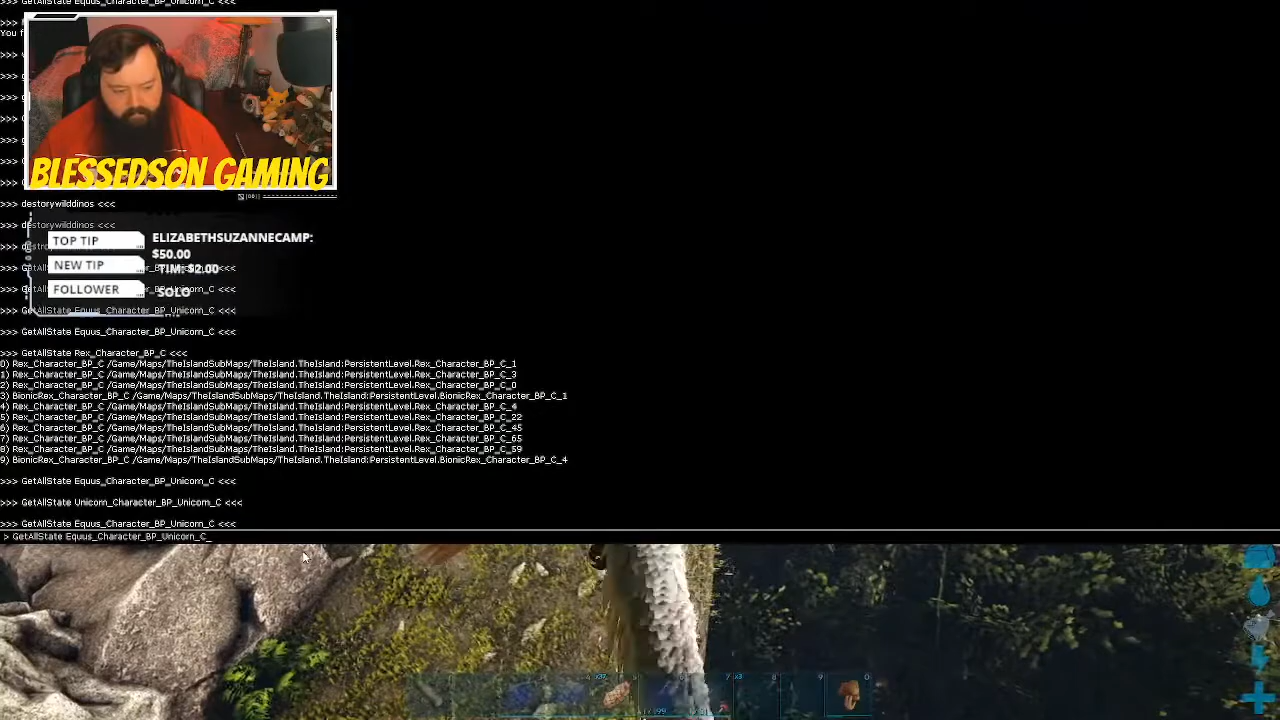 >>> GetAllState Equus_Character_BP_Unicorn_C <<<
>>>
You f
>>>
>>>
>>>
>>>
>>>
>>>
>>>
BLESSEDSON GAMING
>>> destorywilddinos <<<
>>> destorywilddinos <<<
TOP TIP
ELIZABETHSUZANNECAMP:
$50.00
NEW TIP
TIM: $2.00
FOLLOWER
SOLO
>>> GetAllState Equus_Character_BP_Unicorn_C <<<
>>> GetAllState Equus_Character_BP_Unicorn_C <<<
>>> GetAllState Rex_Character_BP_C <<<
0) Rex_Character_BP_C /Game/Maps/TheIslandSubMaps/TheIsland.TheIsland:PersistentLevel.Rex_Character_BP_C_1
1) Rex_Character_BP_C /Game/Maps/TheIslandSubMaps/TheIsland.TheIsland:PersistentLevel.Rex_Character_BP_C_3
2) Rex_Character_BP_C /Game/Maps/TheIslandSubMaps/TheIsland.TheIsland:PersistentLevel.Rex_Character_BP_C_0
3) BionicRex_Character_BP_C /Game/Maps/TheIslandSubMaps/TheIsland.TheIsland:PersistentLevel.BionicRex_Character_BP_C_1
4) Rex_Character_BP_C /Game/Maps/TheIslandSubMaps/TheIsland.TheIsland:PersistentLevel.Rex_Character_BP_C_4
5) Rex_Character_BP_C /Game/Maps/TheIslandSubMaps/TheIsland.TheIsland:PersistentLevel.Rex_Character_BP_C_22
6) Rex_Character_BP_C /Game/Maps/TheIslandSubMaps/TheIsland.TheIsland:PersistentLevel.Rex_Character_BP_C_45
7) Rex_Character_BP_C /Game/Maps/TheIslandSubMaps/TheIsland.TheIsland:PersistentLevel.Rex_Character_BP_C_65
8) Rex_Character_BP_C /Game/Maps/TheIslandSubMaps/TheIsland.TheIsland:PersistentLevel.Rex_Character_BP_C_59
9) BionicRex_Character_BP_C /Game/Maps/TheIslandSubMaps/TheIsland.TheIsland:PersistentLevel.BionicRex_Character_BP_C_4
>>> GetAllState Equus_Character_BP_Unicorn_C <<<
>>> GetAllState Unicorn_Character_BP_Unicorn_C <<<
>>> GetAllState Equus_Character_BP_Unicorn_C <<<
> GetAllState Equus_Character_BP_Unicorn_C_